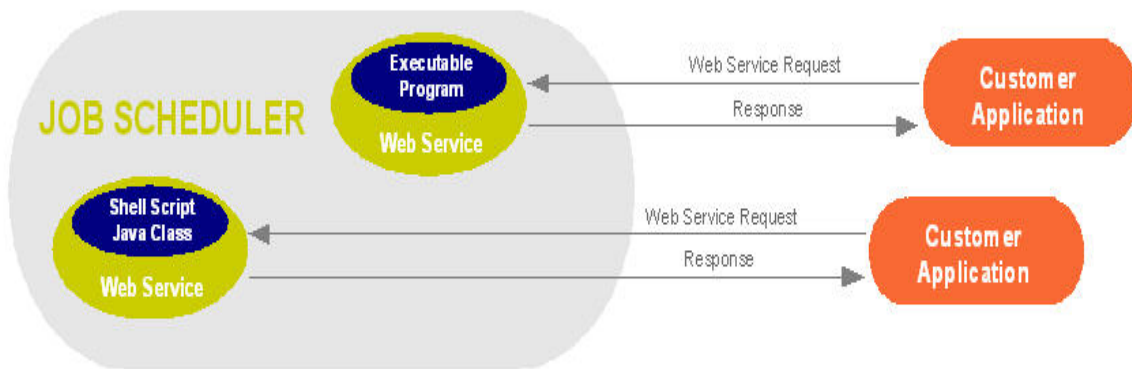 Executable
Program
Web Service
JOB SCHEDULER
Web Service Request
Response
Customer
Application
Shell Script
Java Class
Web Service
Web Service Request
Response
Customer
Application